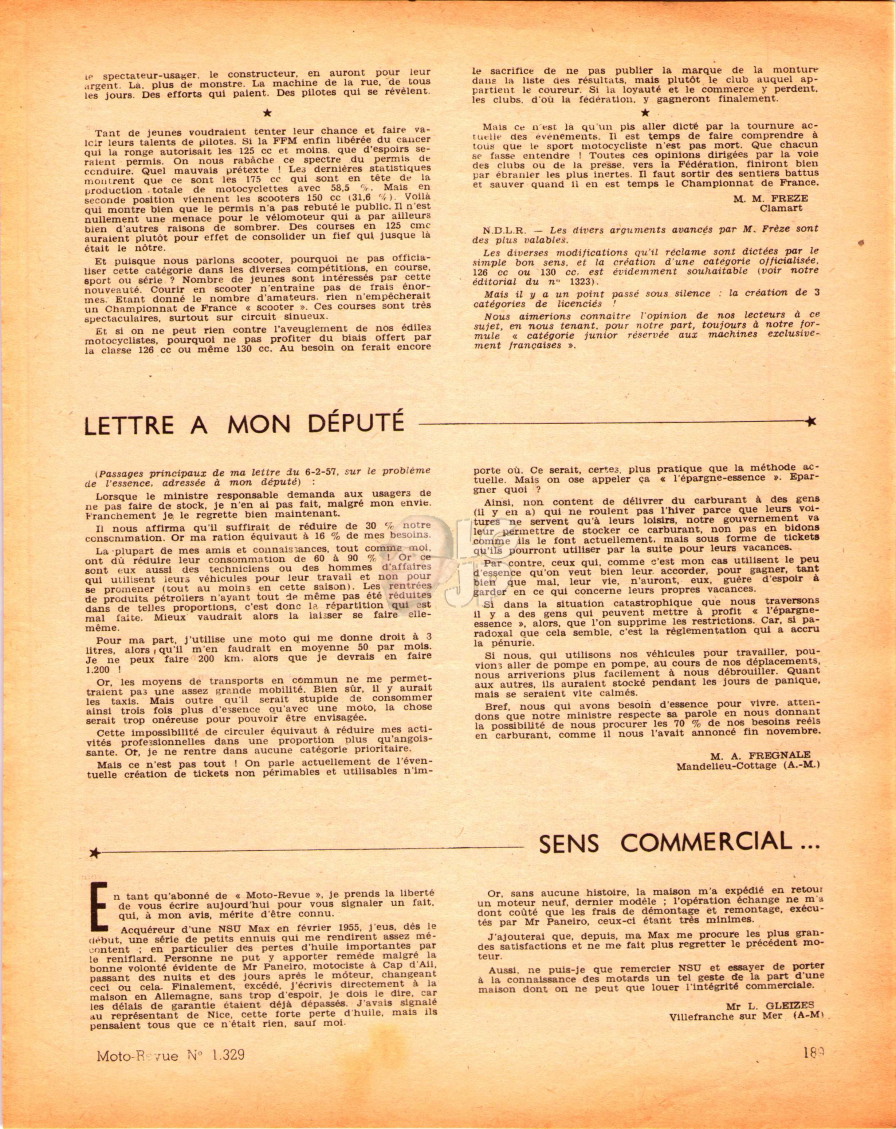 le spectateur-usager, le constructeur, en auront pour leur
argent. La, plus de monstre. La machine de la rue, de tous
les jours. Des efforts qui paient. Des pilotes qui se révèlent.
★
Tant de jeunes voudraient tenter leur chance et faire va-
lcir leurs talents de pilotes. Si la FFM enfin libérée du cancer
qui la ronge autorisait les 125 cc et moins, que d'espoirs se-
raient permis. On nous rabâche ce spectre du permis de
conduire. Quel mauvais prétexte ! Les dernières statistiques
montrent que ce sont les 175 cc qui sont en tête de la
production totale de motocyclettes avec 58,5 %. Mais en
seconde position viennent les scooters 150 cc (31,6 %). Voilà
qui montre bien que le permis n'a pas rebuté le public. Il n'est
nullement une menace pour le vélomoteur qui a par ailleurs
bien d'autres raisons de sombrer. Des courses en 125 cmc
auraient plutôt pour effet de consolider un fief qui jusque là
était le nôtre.
Et puisque nous parlons scooter, pourquoi ne pas officia-
liser cette catégorie dans les diverses compétitions, en course,
sport ou série ? Nombre de jeunes sont intéressés par cette
nouveauté. Courir en scooter n'entraine pas de frais énor-
mes. Etant donné le nombre d'amateurs, rien n'empêcherait
un Championnat de France « scooter ». Ces courses sont très
spectaculaires, surtout sur circuit sinueux.
Et si on ne peut rien contre l'aveuglement de nos édiles
motocyclistes, pourquoi ne pas profiter du biais offert par
la classe 126 cc ou même 130 cc. Au besoin on ferait encore
le sacrifice de ne pas publier la marque de la monture
dans la liste des résultats, mais plutôt le club auquel ap-
partient le coureur. Si la loyauté et le commerce y perdent,
les clubs, d'où la fédération, y gagneront finalement.
★
Mais ce n'est là qu'un pis aller dicté par la tournure ac-
tuelle des événements. Il est temps de faire comprendre à
tous que le sport motocycliste n'est pas mort. Que chacun
se fasse entendre ! Toutes ces opinions dirigées par la voie
des clubs ou de la presse, vers la Fédération, finiront bien
par ébranler les plus inertes. Il faut sortir des sentiers battus
et sauver quand il en est temps le Championnat de France.
M. M. FREZE
Clamart
N.D.L.R. — Les divers arguments avancés par M. Frèze sont
des plus valables.
Les diverses modifications qu'il réclame sont dictées par le
simple bon sens, et la création d'une catégorie officialisée,
126 cc ou 130 cc, est évidemment souhaitable (voir notre
éditorial du n° 1323).
Mais il y a un point passé sous silence : la création de 3
catégories de licenciés !
Nous aimerions connaitre l'opinion de nos lecteurs à ce
sujet, en nous tenant, pour notre part, toujours à notre for-
mule « catégorie junior réservée aux machines exclusive-
ment françaises ».
LETTRE A MON DÉPUTÉ
(Passages principaux de ma lettre du 6-2-57, sur le problème
de l'essence, adressée à mon député) :
Lorsque le ministre responsable demanda aux usagers de
ne pas faire de stock, je n'en ai pas fait, malgré mon envie.
Franchement je le regrette bien maintenant.
Il nous affirma qu'il suffirait de réduire de 30 % notre
consommation. Or ma ration équivaut à 16 % de mes besoins.
La plupart de mes amis et connaissances, tout comme moi,
ont dû réduire leur consommation de 60 à 90 % ! Or ce
sont eux aussi des techniciens ou des hommes d'affaires
qui utilisent leurs véhicules pour leur travail et non pour
se promener (tout au moins en cette saison). Les rentrées
de produits pétroliers n'ayant tout de même pas été réduites
dans de telles proportions, c'est donc la répartition qui est
mal faite. Mieux vaudrait alors la laisser se faire elle-
même.
Pour ma part, j'utilise une moto qui me donne droit à 3
litres, alors qu'il m'en faudrait en moyenne 50 par mois.
Je ne peux faire 200 km. alors que je devrais en faire
1.200 !
Or, les moyens de transports en commun ne me permet-
traient pas une assez grande mobilité. Bien sûr, il y aurait
les taxis. Mais outre qu'il serait stupide de consommer
ainsi trois fois plus d'essence qu'avec une moto, la chose
serait trop onéreuse pour pouvoir être envisagée.
Cette impossibilité de circuler équivaut à réduire mes acti-
vités professionnelles dans une proportion plus qu'angois-
sante. Or, je ne rentre dans aucune catégorie prioritaire.
Mais ce n'est pas tout ! On parle actuellement de l'éven-
tuelle création de tickets non périmables et utilisables n'im-
porte où. Ce serait, certes, plus pratique que la méthode ac-
tuelle. Mais on ose appeler ça « l'épargne-essence ». Epar-
gner quoi ?
Ainsi, non content de délivrer du carburant à des gens
(il y en a) qui ne roulent pas l'hiver parce que leurs voi-
tures ne servent qu'à leurs loisirs, notre gouvernement va
leur permettre de stocker ce carburant, non pas en bidons
comme ils le font actuellement, mais sous forme de tickets
qu'ils pourront utiliser par la suite pour leurs vacances.
Par contre, ceux qui, comme c'est mon cas utilisent le peu
d'essence qu'on veut bien leur accorder, pour gagner, tant
bien que mal, leur vie, n'auront, eux, guère d'espoir à
garder en ce qui concerne leurs propres vacances.
Si dans la situation catastrophique que nous traversons
il y a des gens qui peuvent mettre à profit « l'épargne-
essence », alors, que l'on supprime les restrictions. Car, si pa-
radoxal que cela semble, c'est la réglementation qui a accru
la pénurie.
Si nous, qui utilisons nos véhicules pour travailler, pou-
vions aller de pompe en pompe, au cours de nos déplacements,
nous arriverions plus facilement à nous débrouiller. Quant
aux autres, ils auraient stocké pendant les jours de panique,
mais se seraient vite calmés.
Bref, nous qui avons besoin d'essence pour vivre, atten-
dons que notre ministre respecte sa parole en nous donnant
la possibilité de nous procurer les 70 % de nos besoins réels
en carburant, comme il nous l'avait annoncé fin novembre.
M. A. FREGNALE
Mandelieu-Cottage (A.-M.)
SENS COMMERCIAL...
En tant qu'abonné de « Moto-Revue », je prends la liberté
de vous écrire aujourd'hui pour vous signaler un fait,
qui, à mon avis, mérite d'être connu.
Acquéreur d'une NSU Max en février 1955, j'eus, dès le
début, une série de petits ennuis qui me rendirent assez mé-
content ; en particulier des pertes d'huile importantes par
le reniflard. Personne ne put y apporter remède malgré la
bonne volonté évidente de Mr Paneiro, motociste à Cap d'Ail,
passant des nuits et des jours après le moteur, changeant
ceci ou cela. Finalement, excédé, j'écrivis directement à la
maison en Allemagne, sans trop d'espoir, je dois le dire, car
les délais de garantie étaient déjà dépassés. J'avais signalé
au représentant de Nice, cette forte perte d'huile, mais ils
pensaient tous que ce n'était rien, sauf moi.
Or, sans aucune histoire, la maison m'a expédié en retour
un moteur neuf, dernier modèle ; l'opération échange ne m'a
dont coûté que les frais de démontage et remontage, exécu-
tés par Mr Paneiro, ceux-ci étant très minimes.
J'ajouterai que, depuis, ma Max me procure les plus gran-
des satisfactions et ne me fait plus regretter le précédent mo-
teur.
Aussi, ne puis-je que remercier NSU et essayer de porter
à la connaissance des motards un tel geste de la part d'une
maison dont on ne peut que louer l'intégrité commerciale.
Mr L. GLEIZES
Villefranche sur Mer (A-M)
Moto-Revue N° 1.329
189